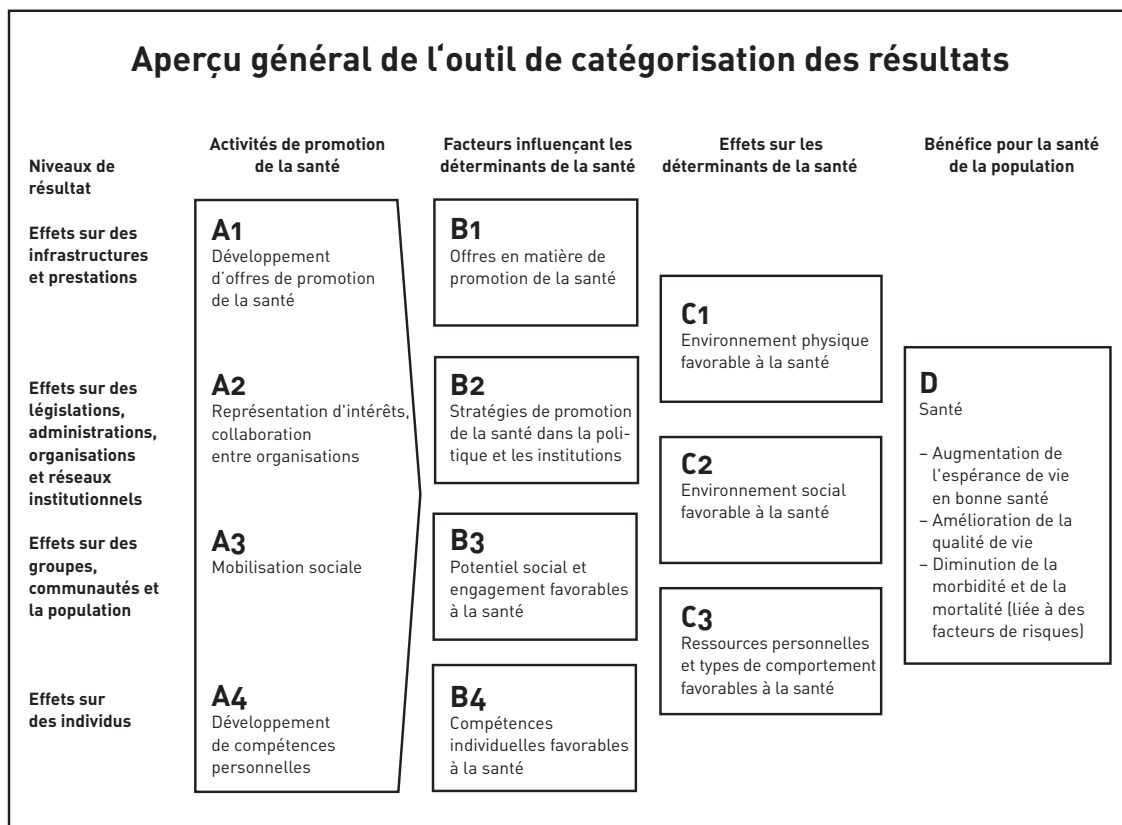 Aperçu général de l‘outil de catégorisation des résultats
Niveaux de
résultat
Activités de promotion
de la santé
Facteurs influençant les
déterminants de la santé
Effets sur les
déterminants de la santé
Bénéfice pour la santé
de la population
Effets sur des
infrastructures
et prestations
Effets sur des
législations,
administrations,
organisations
et réseaux
institutionnels
Effets sur des
groupes,
communautés et
la population
Effets sur
des individus
A1
Développement
d’offres de promotion
de la santé
A2
Représentation d'intérêts,
collaboration
entre organisations
A3
Mobilisation sociale
A4
Développement
de compétences
personnelles
B1
Offres en matière de
promotion de la santé
B2
Stratégies de promotion
de la santé dans la poli-
tique et les institutions
B3
Potentiel social et
engagement favorables
à la santé
B4
Compétences
individuelles favorables
à la santé
C1
Environnement physique
favorable à la santé
C2
Environnement social
favorable à la santé
C3
Ressources personnelles
et types de comportement
favorables à la santé
D
Santé
– Augmentation de
l'espérance de vie
en bonne santé
– Amélioration de la
qualité de vie
– Diminution de la
morbidité et de la
mortalité (liée à des
facteurs de risques)